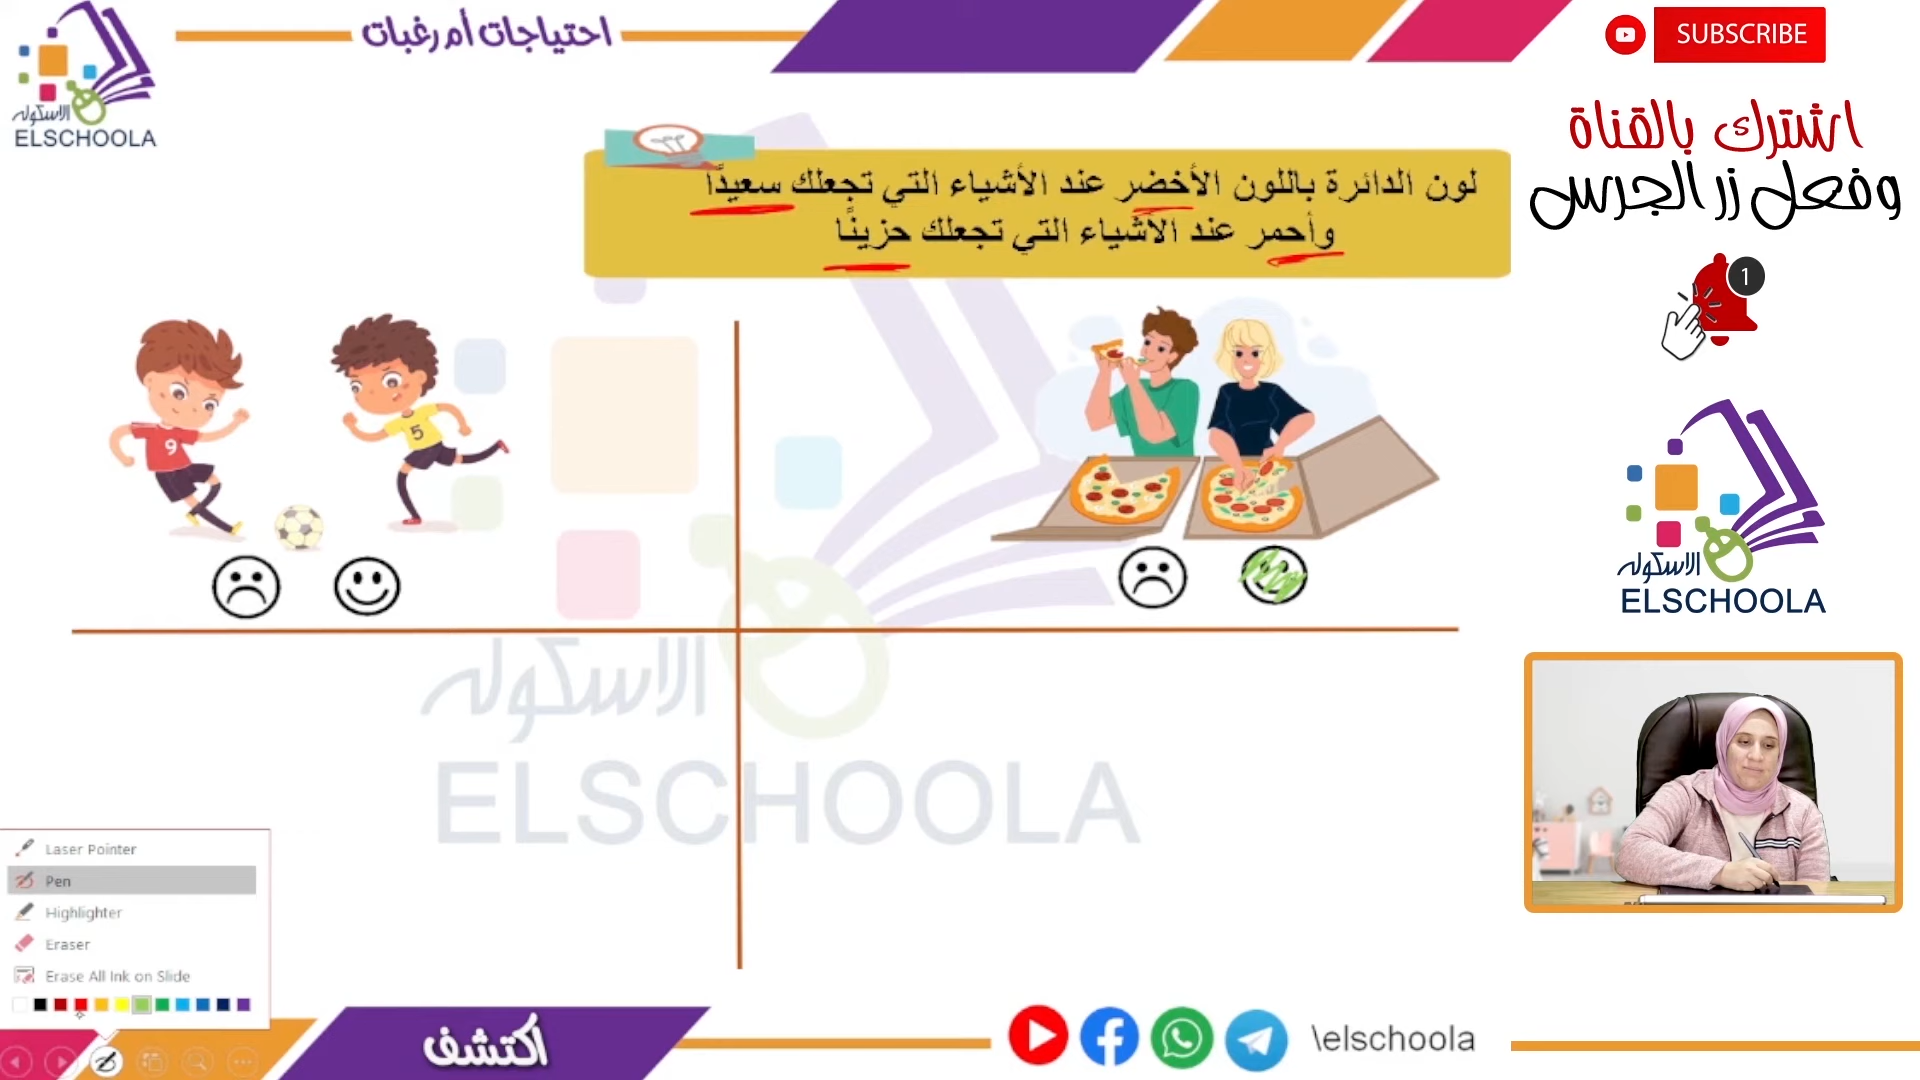 احتياجات أم رغبات
الاسكوله
ELSCHOOLA
لون الدائرة باللون الأخضر عند الأشياء التي تجعلك سعيدًا
وأحمر عند الأشياء التي تجعلك حزينًا
9
5
الاسكوله
ELSCHOOLA
Laser Pointer
Pen
Highlighter
Eraser
Erase All Ink on Slide
اكتشف
\elschoola
SUBSCRIBE
اشترك بالقناة
وفعل زر الجرس
1
الاسكوله
ELSCHOOLA